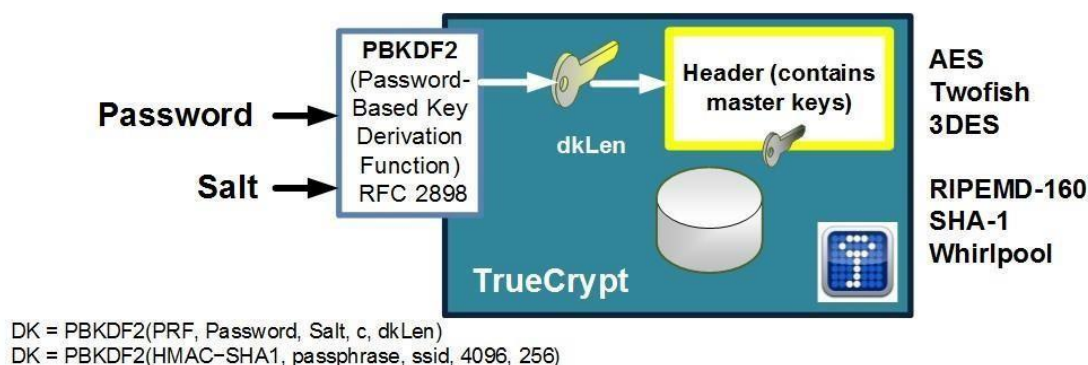 PBKDF2
(Password-
Based Key
Derivation
Function)
RFC 2898
Password
Salt
dkLen
Header (contains
master keys)
TrueCrypt
AES
Twofish
3DES
RIPEMD-160
SHA-1
Whirlpool
DK = PBKDF2(PRF, Password, Salt, c, dkLen)
DK = PBKDF2(HMAC−SHA1, passphrase, ssid, 4096, 256)